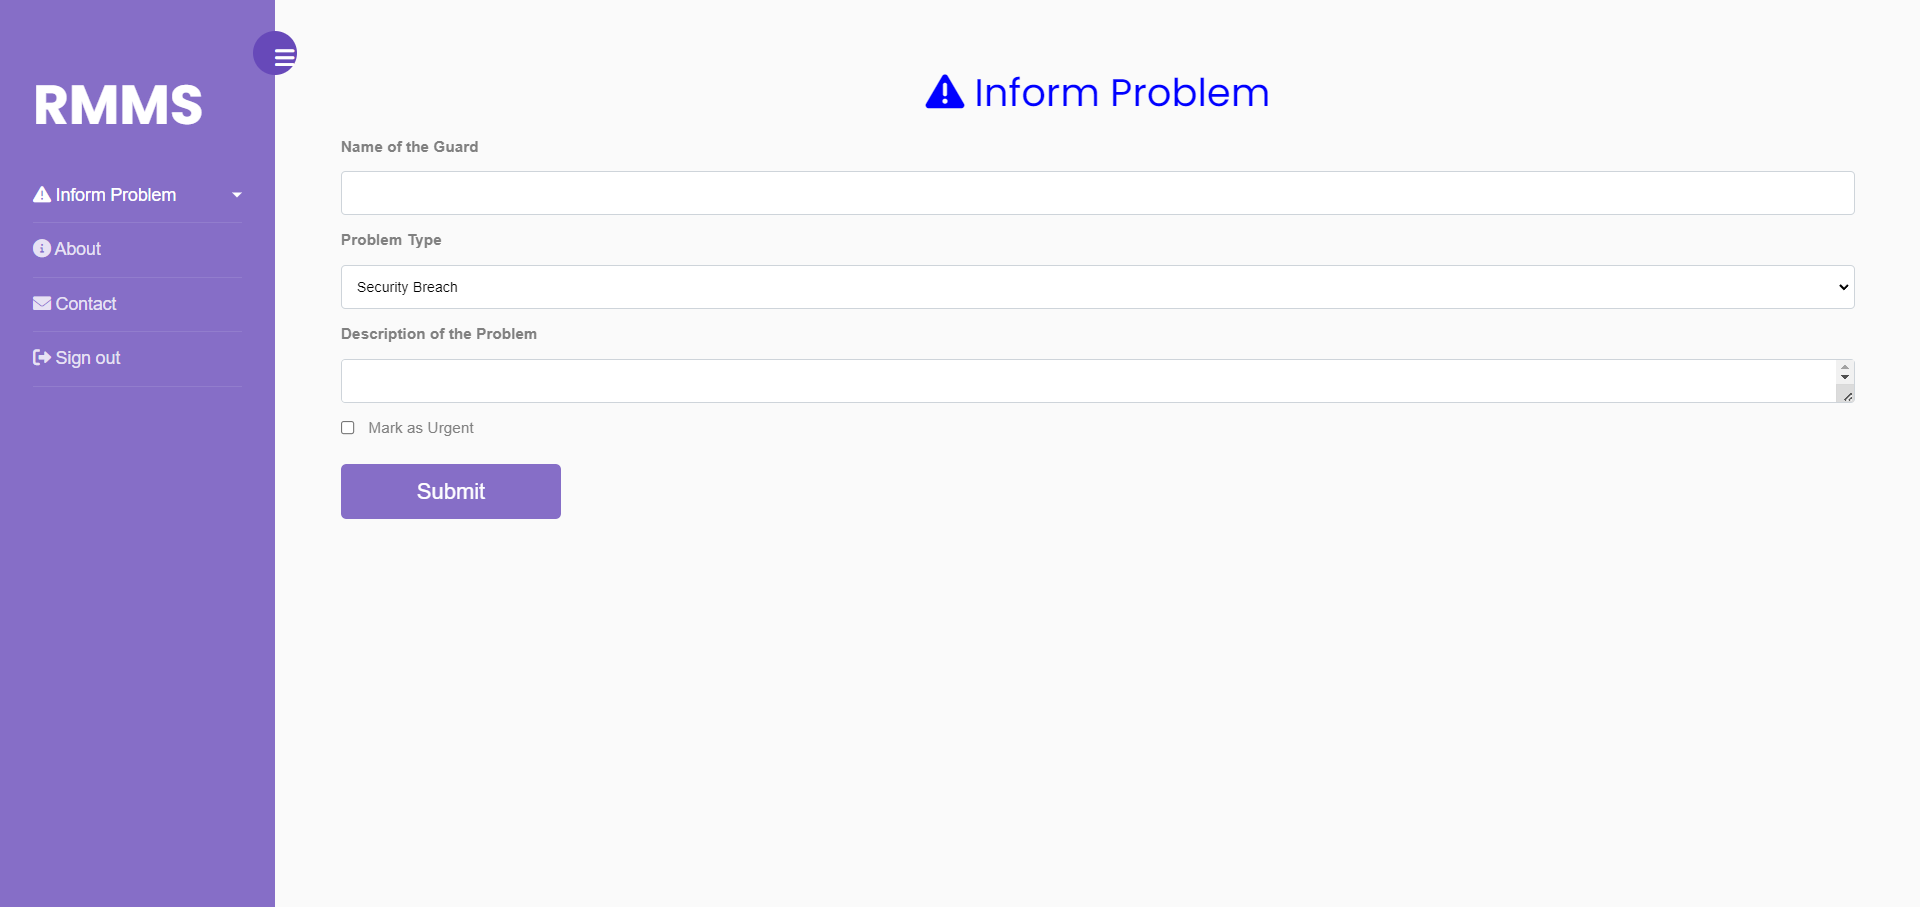 RMMS
Inform Problem
About
Contact
Sign out
Inform Problem
Name of the Guard
Problem Type
Security Breach
Description of the Problem
Mark as Urgent
Submit